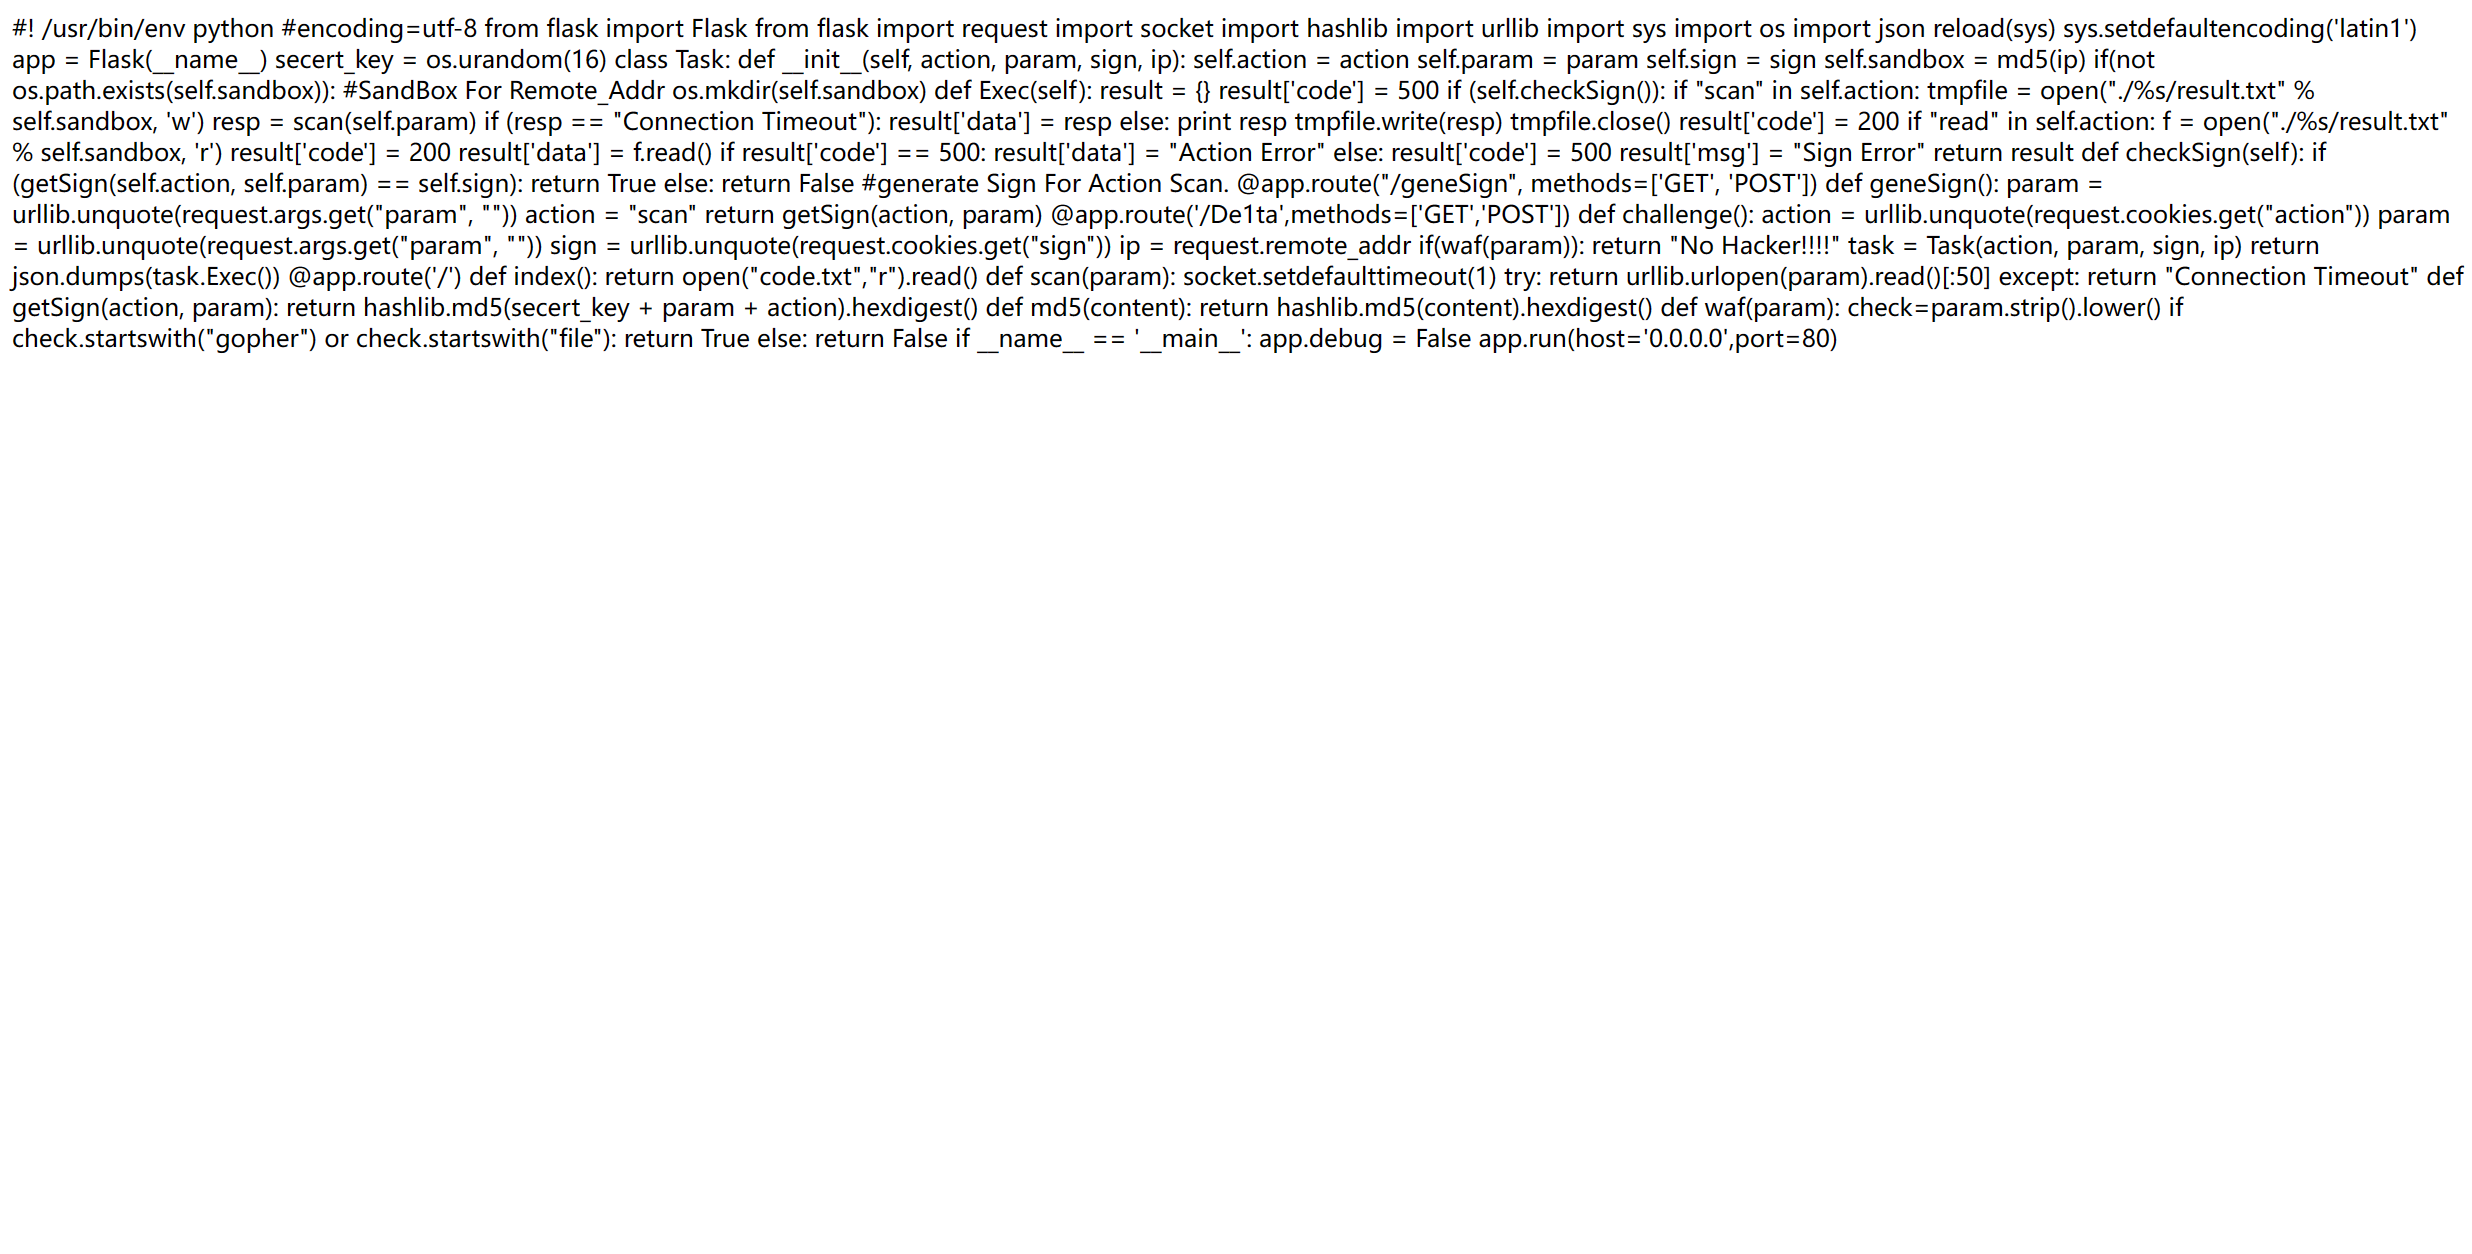 #! /usr/bin/env python #encoding=utf-8 from flask import Flask from flask import request import socket import hashlib import urllib import sys import os import json reload(sys) sys.setdefaultencoding('latin1')
app = Flask(__name__) secert_key = os.urandom(16) class Task: def __init__(self, action, param, sign, ip): self.action = action self.param = param self.sign = sign self.sandbox = md5(ip) if(not
os.path.exists(self.sandbox)): #SandBox For Remote_Addr os.mkdir(self.sandbox) def Exec(self): result = {} result['code'] = 500 if (self.checkSign()): if "scan" in self.action: tmpfile = open("./%s/result.txt" %
self.sandbox, 'w') resp = scan(self.param) if (resp == "Connection Timeout"): result['data'] = resp else: print resp tmpfile.write(resp) tmpfile.close() result['code'] = 200 if "read" in self.action: f = open("./%s/result.txt"
% self.sandbox, 'r') result['code'] = 200 result['data'] = f.read() if result['code'] == 500: result['data'] = "Action Error" else: result['code'] = 500 result['msg'] = "Sign Error" return result def checkSign(self): if
(getSign(self.action, self.param) == self.sign): return True else: return False #generate Sign For Action Scan. @app.route("/geneSign", methods=['GET', 'POST']) def geneSign(): param =
urllib.unquote(request.args.get("param", "")) action = "scan" return getSign(action, param) @app.route('/De1ta',methods=['GET','POST']) def challenge(): action = urllib.unquote(request.cookies.get("action")) param
= urllib.unquote(request.args.get("param", "")) sign = urllib.unquote(request.cookies.get("sign")) ip = request.remote_addr if(waf(param)): return "No Hacker!!!!" task = Task(action, param, sign, ip) return
json.dumps(task.Exec()) @app.route('/') def index(): return open("code.txt","r").read() def scan(param): socket.setdefaulttimeout(1) try: return urllib.urlopen(param).read()[:50] except: return "Connection Timeout" def
getSign(action, param): return hashlib.md5(secert_key + param + action).hexdigest() def md5(content): return hashlib.md5(content).hexdigest() def waf(param): check=param.strip().lower() if
check.startswith("gopher") or check.startswith("file"): return True else: return False if __name__ == '__main__': app.debug = False app.run(host='0.0.0.0',port=80)